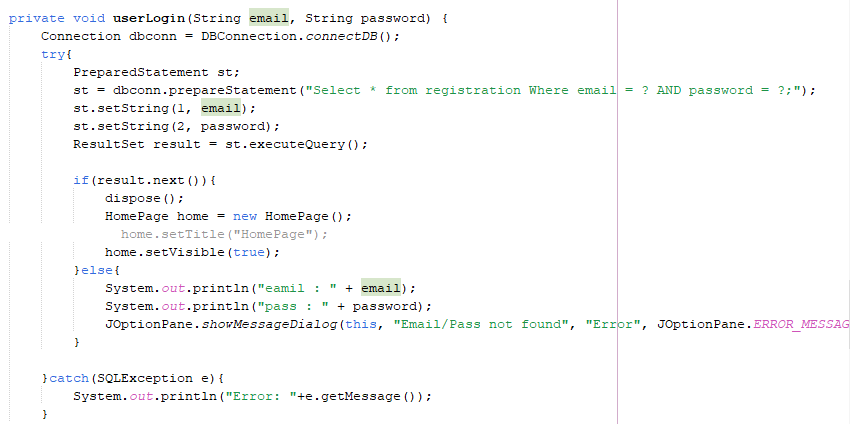 private void userLogin(String email, String password) {
Connection dbconn = DBConnection.connectDB();
try{
PreparedStatement st;
st = dbconn.prepareStatement("Select * from registration Where email = ? AND password = ?;");
st.setString(1, email);
st.setString(2, password);
ResultSet result = st.executeQuery();
if(result.next()){
dispose();
HomePage home = new HomePage();
home.setTitle("HomePage");
home.setVisible(true);
}else{
System.out.println("eamil : " + email);
System.out.println("pass : " + password);
JOptionPane.showMessageDialog(this, "Email/Pass not found", "Error", JOptionPane.ERROR_MESSAG
}
}catch(SQLException e){
System.out.println("Error: "+e.getMessage());
}